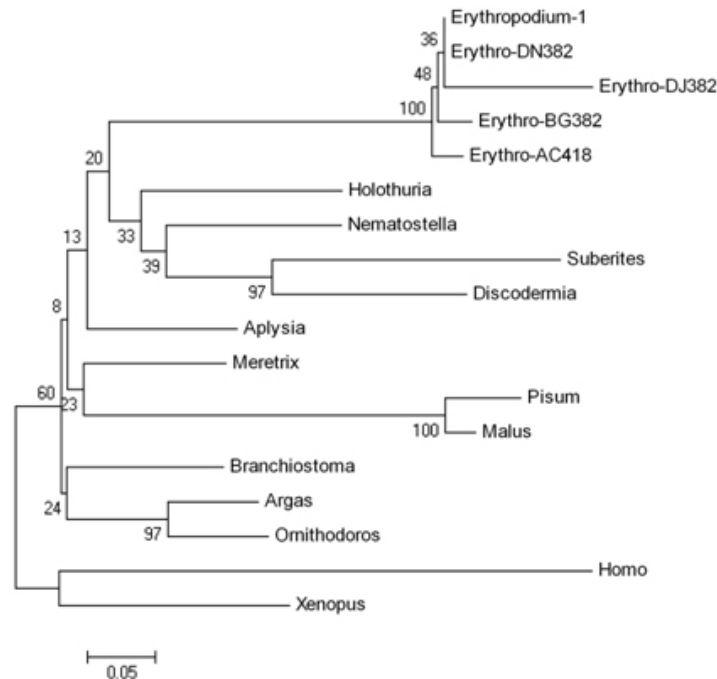 Erythropodium-1
36
Erythro-DN382
48
Erythro-DJ382
100
Erythro-BG382
Erythro-AC418
20
Holothuria
33
Nematostella
39
Suberites
97
Discodermia
13
Aplysia
8
Meretrix
60
23
Pisum
100
Malus
Branchiostoma
24
Argas
97
Ornithodoros
Homo
Xenopus
0.05